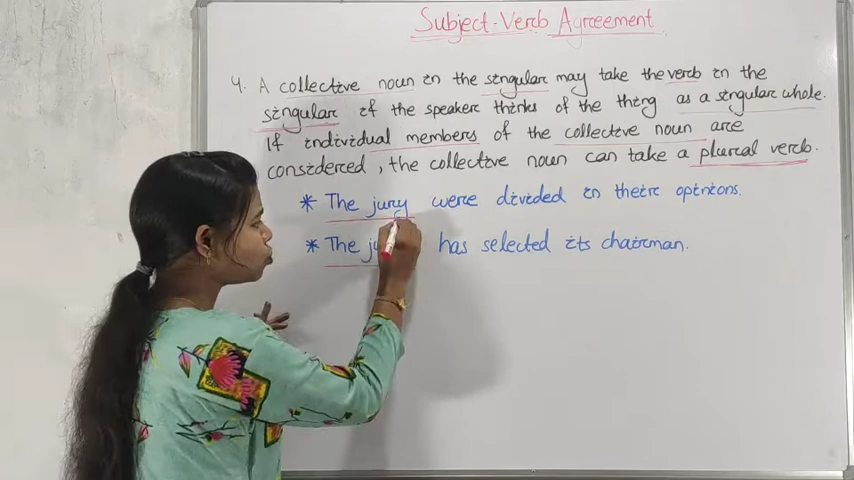 Subject-Verb Agreement
4. A collective noun in the singular may take the verb in the
singular if the speaker thinks of the thing as a singular whole.
If individual members of the collective noun are
considered, the collective noun can take a plural verb.
* The jury were divided in their opinions.
* The has selected its chairman.